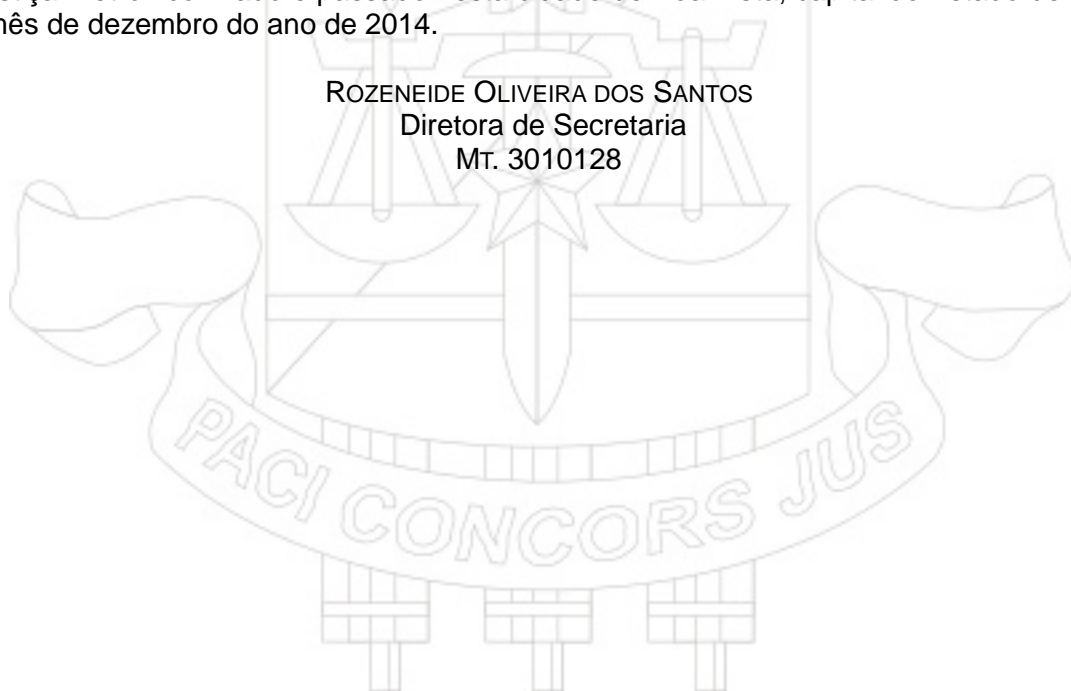 mês de dezembro do ano de 2014.
ROZENEIDE OLIVEIRA DOS SANTOS
Diretora de Secretaria
MT. 3010128
PACI CONCORS JUS